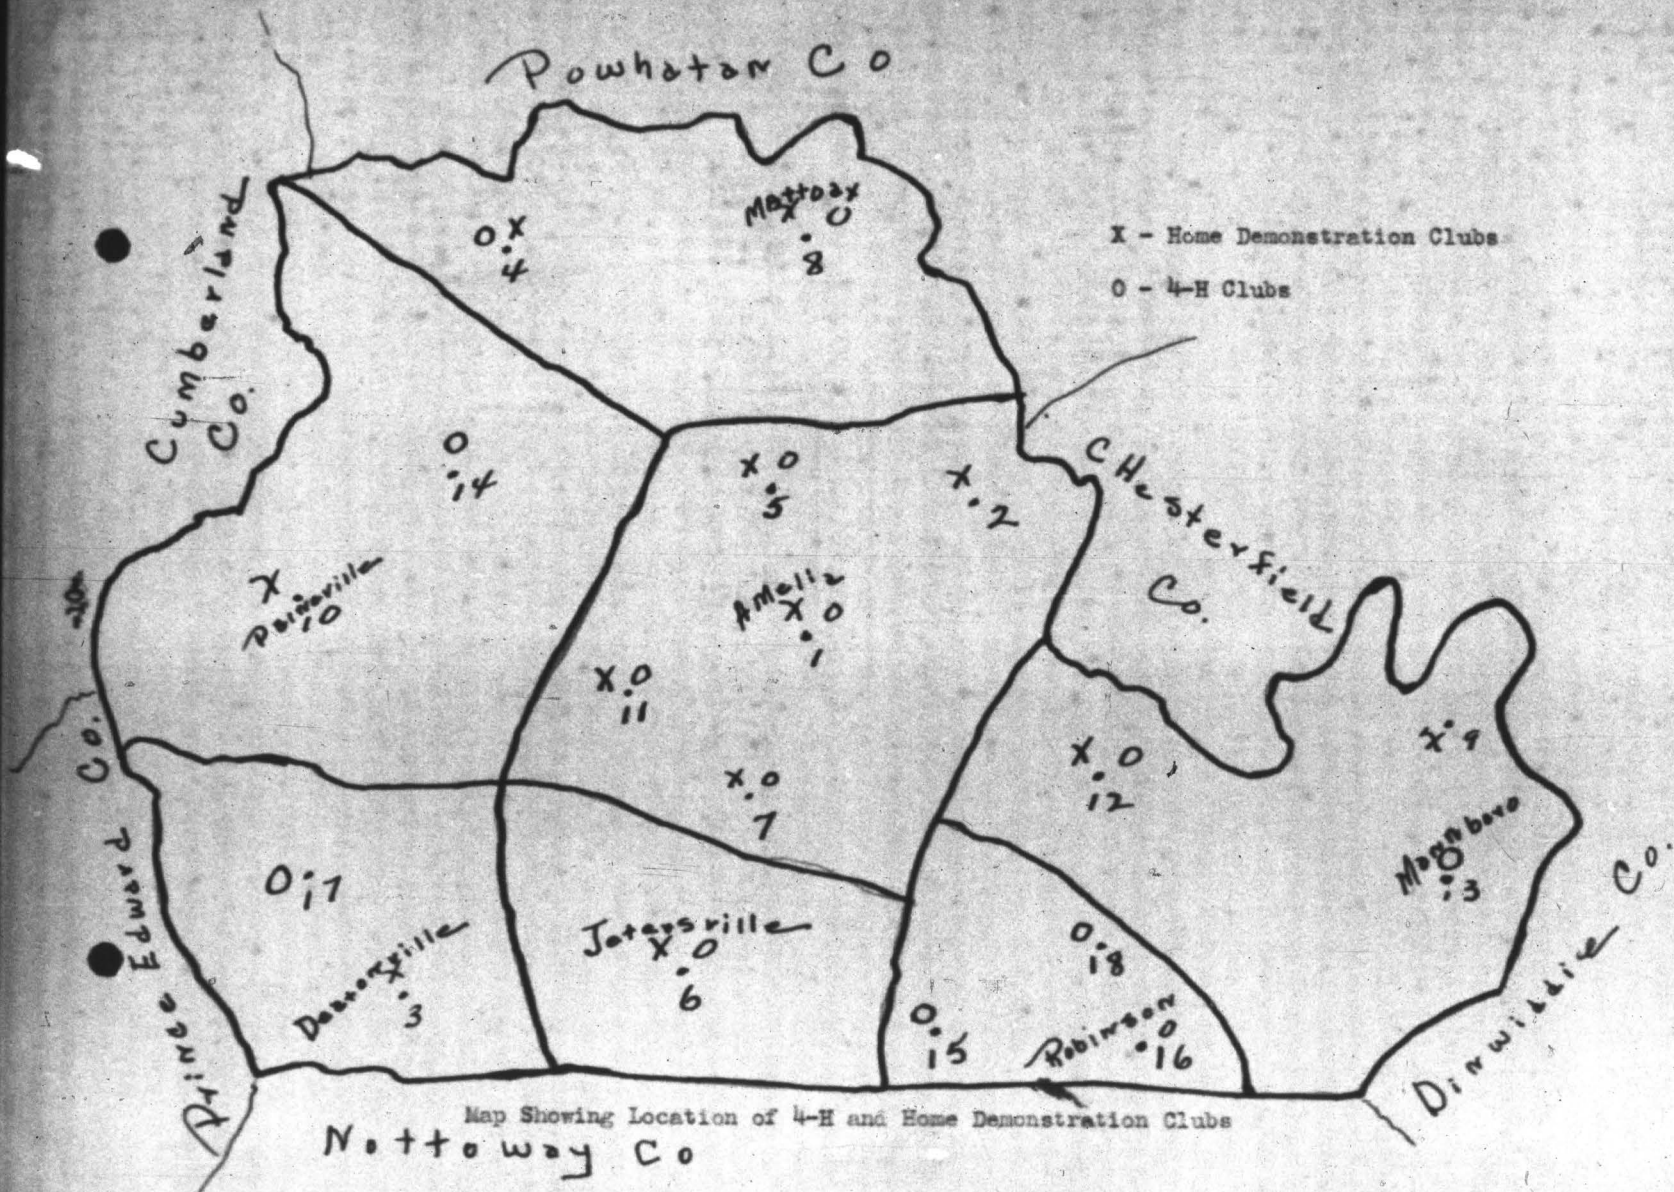 Powhatan Co
Mattoax
X O
8
O X
4
X - Home Demonstration Clubs
O - 4-H Clubs
Cumberland
Co.
O
14
X O
5
X
2
CHesterfield
Co.
X
Paineville
10
Amelia
X O
1
X O
11
X O
7
X O
12
X 9
Mannboro
O
13
Prince Edward Co.
O 17
Deatonville
X
3
Jetersville
X O
6
O
18
O
15
Robinson
O
16
Dinwiddie Co.
Map Showing Location of 4-H and Home Demonstration Clubs
Nottoway Co